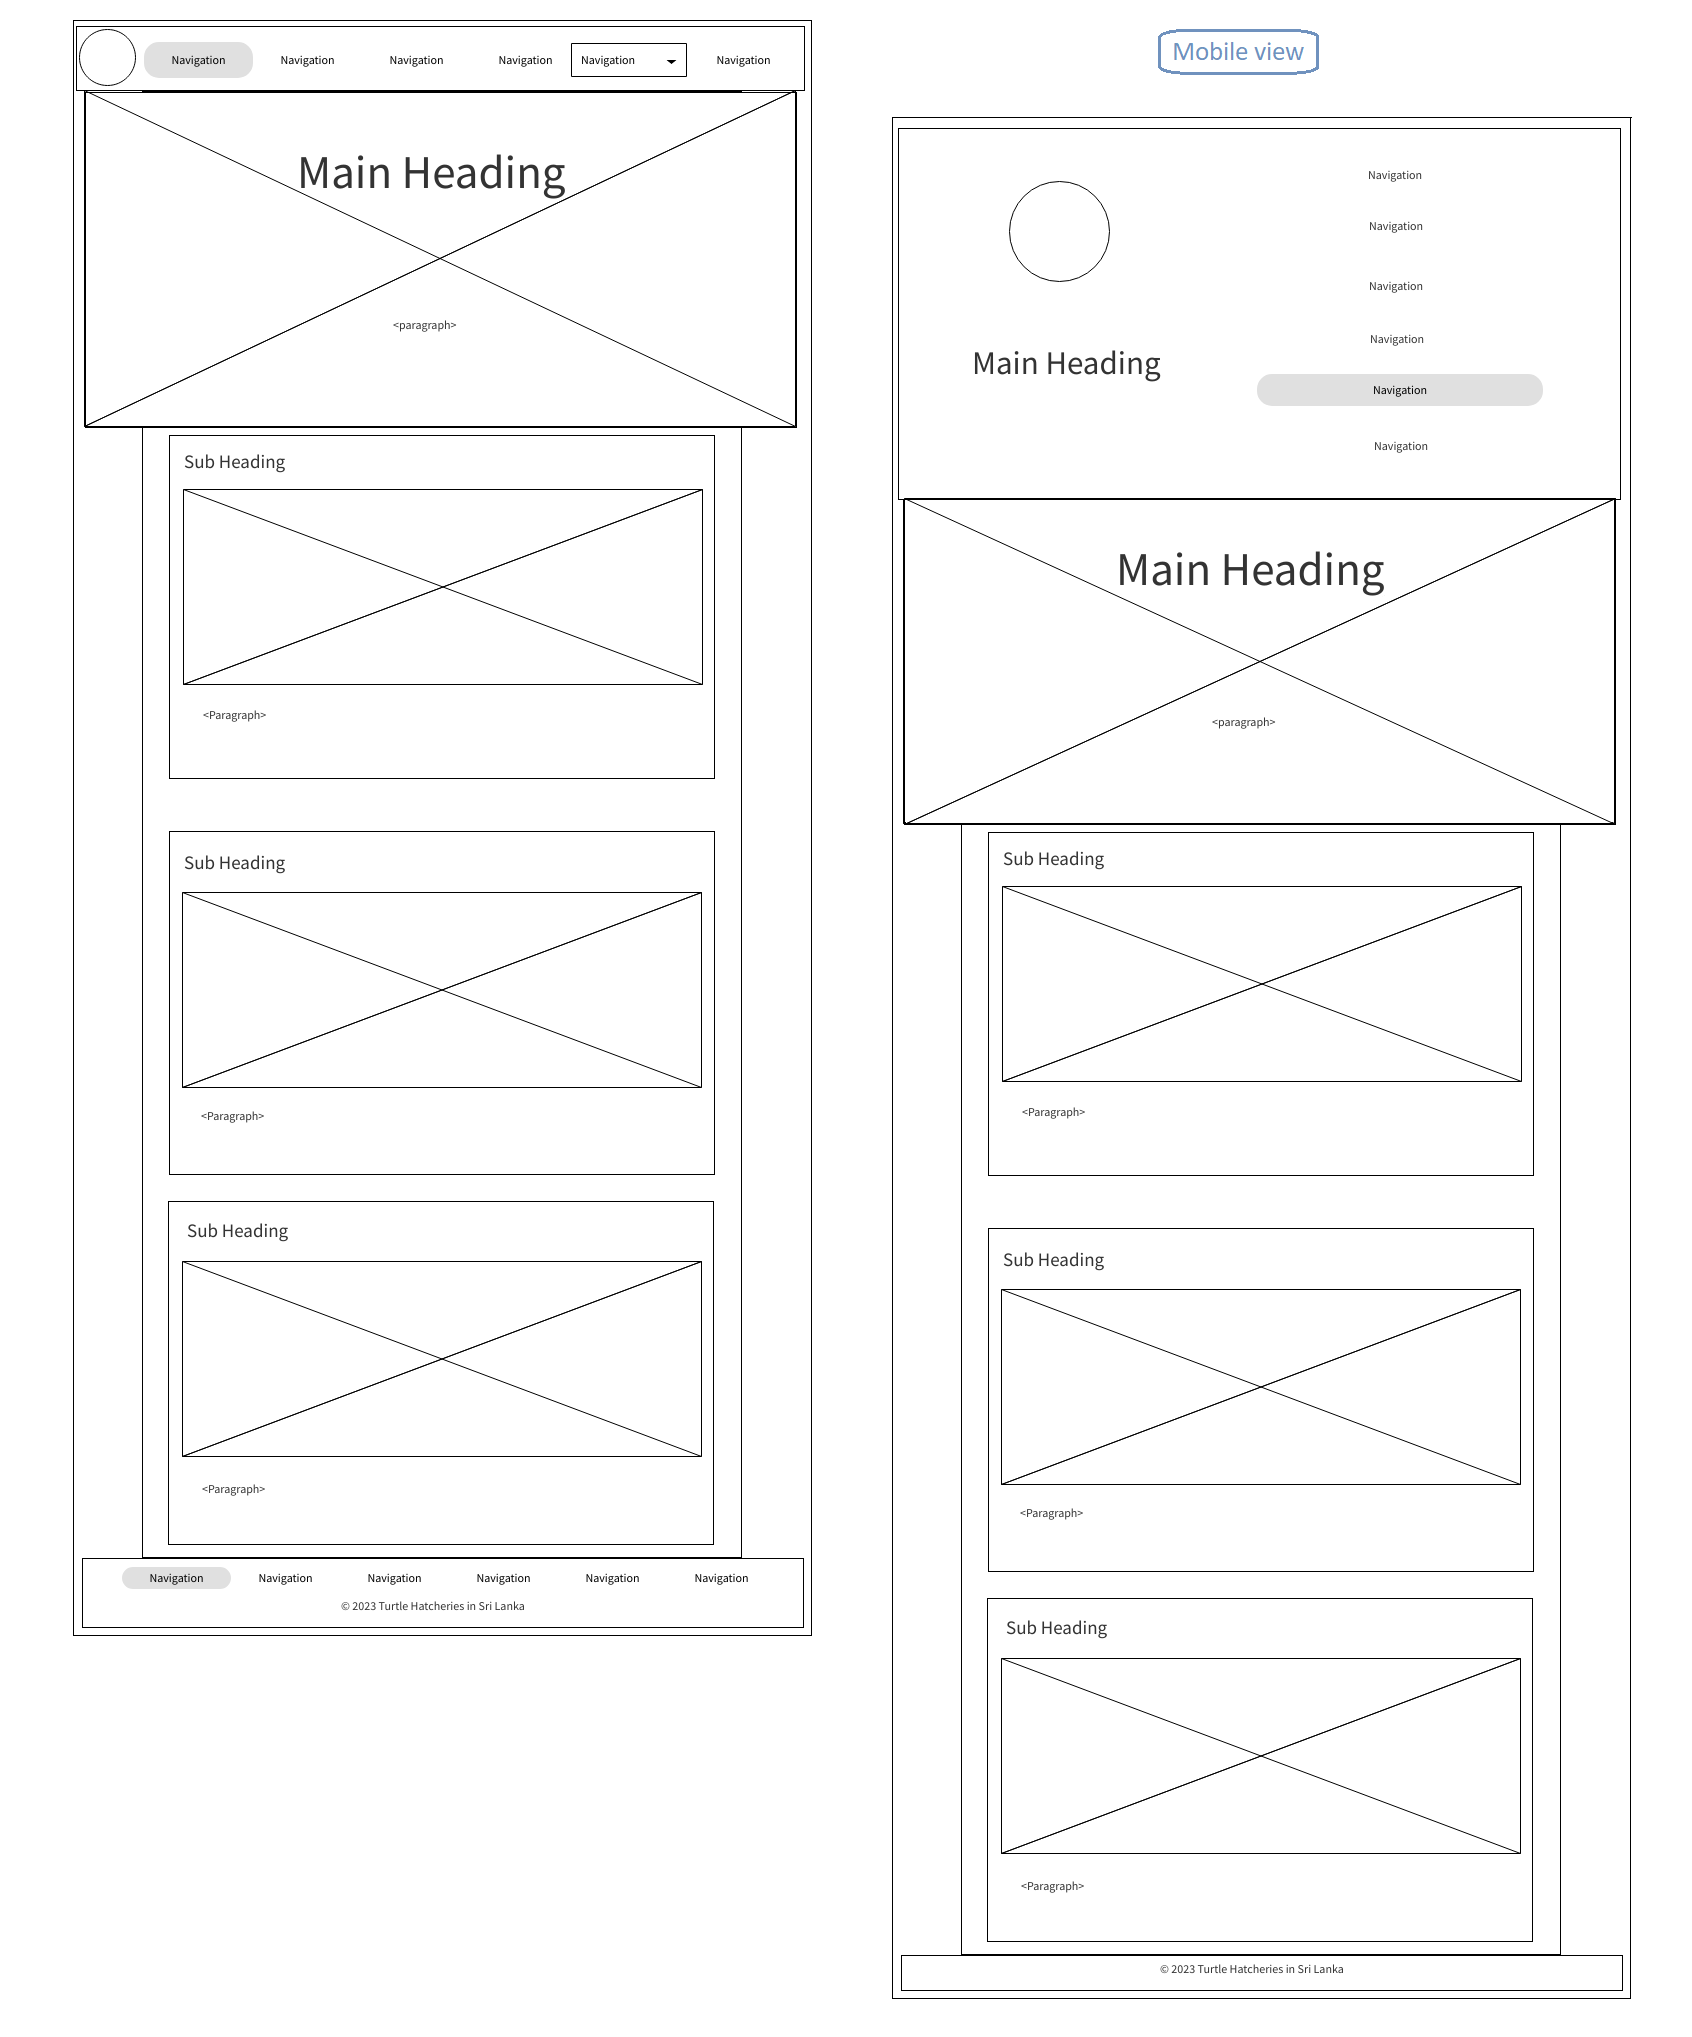 Navigation Navigation Navigation Navigation Navigation Navigation
Main Heading
<paragraph>
Sub Heading
<Paragraph>
Sub Heading
<Paragraph>
Sub Heading
<Paragraph>
Navigation Navigation Navigation Navigation Navigation Navigation
© 2023 Turtle Hatcheries in Sri Lanka
Mobile view
Main Heading
Navigation
Navigation
Navigation
Navigation
Navigation
Navigation
Main Heading
<paragraph>
Sub Heading
<Paragraph>
Sub Heading
<Paragraph>
Sub Heading
<Paragraph>
© 2023 Turtle Hatcheries in Sri Lanka